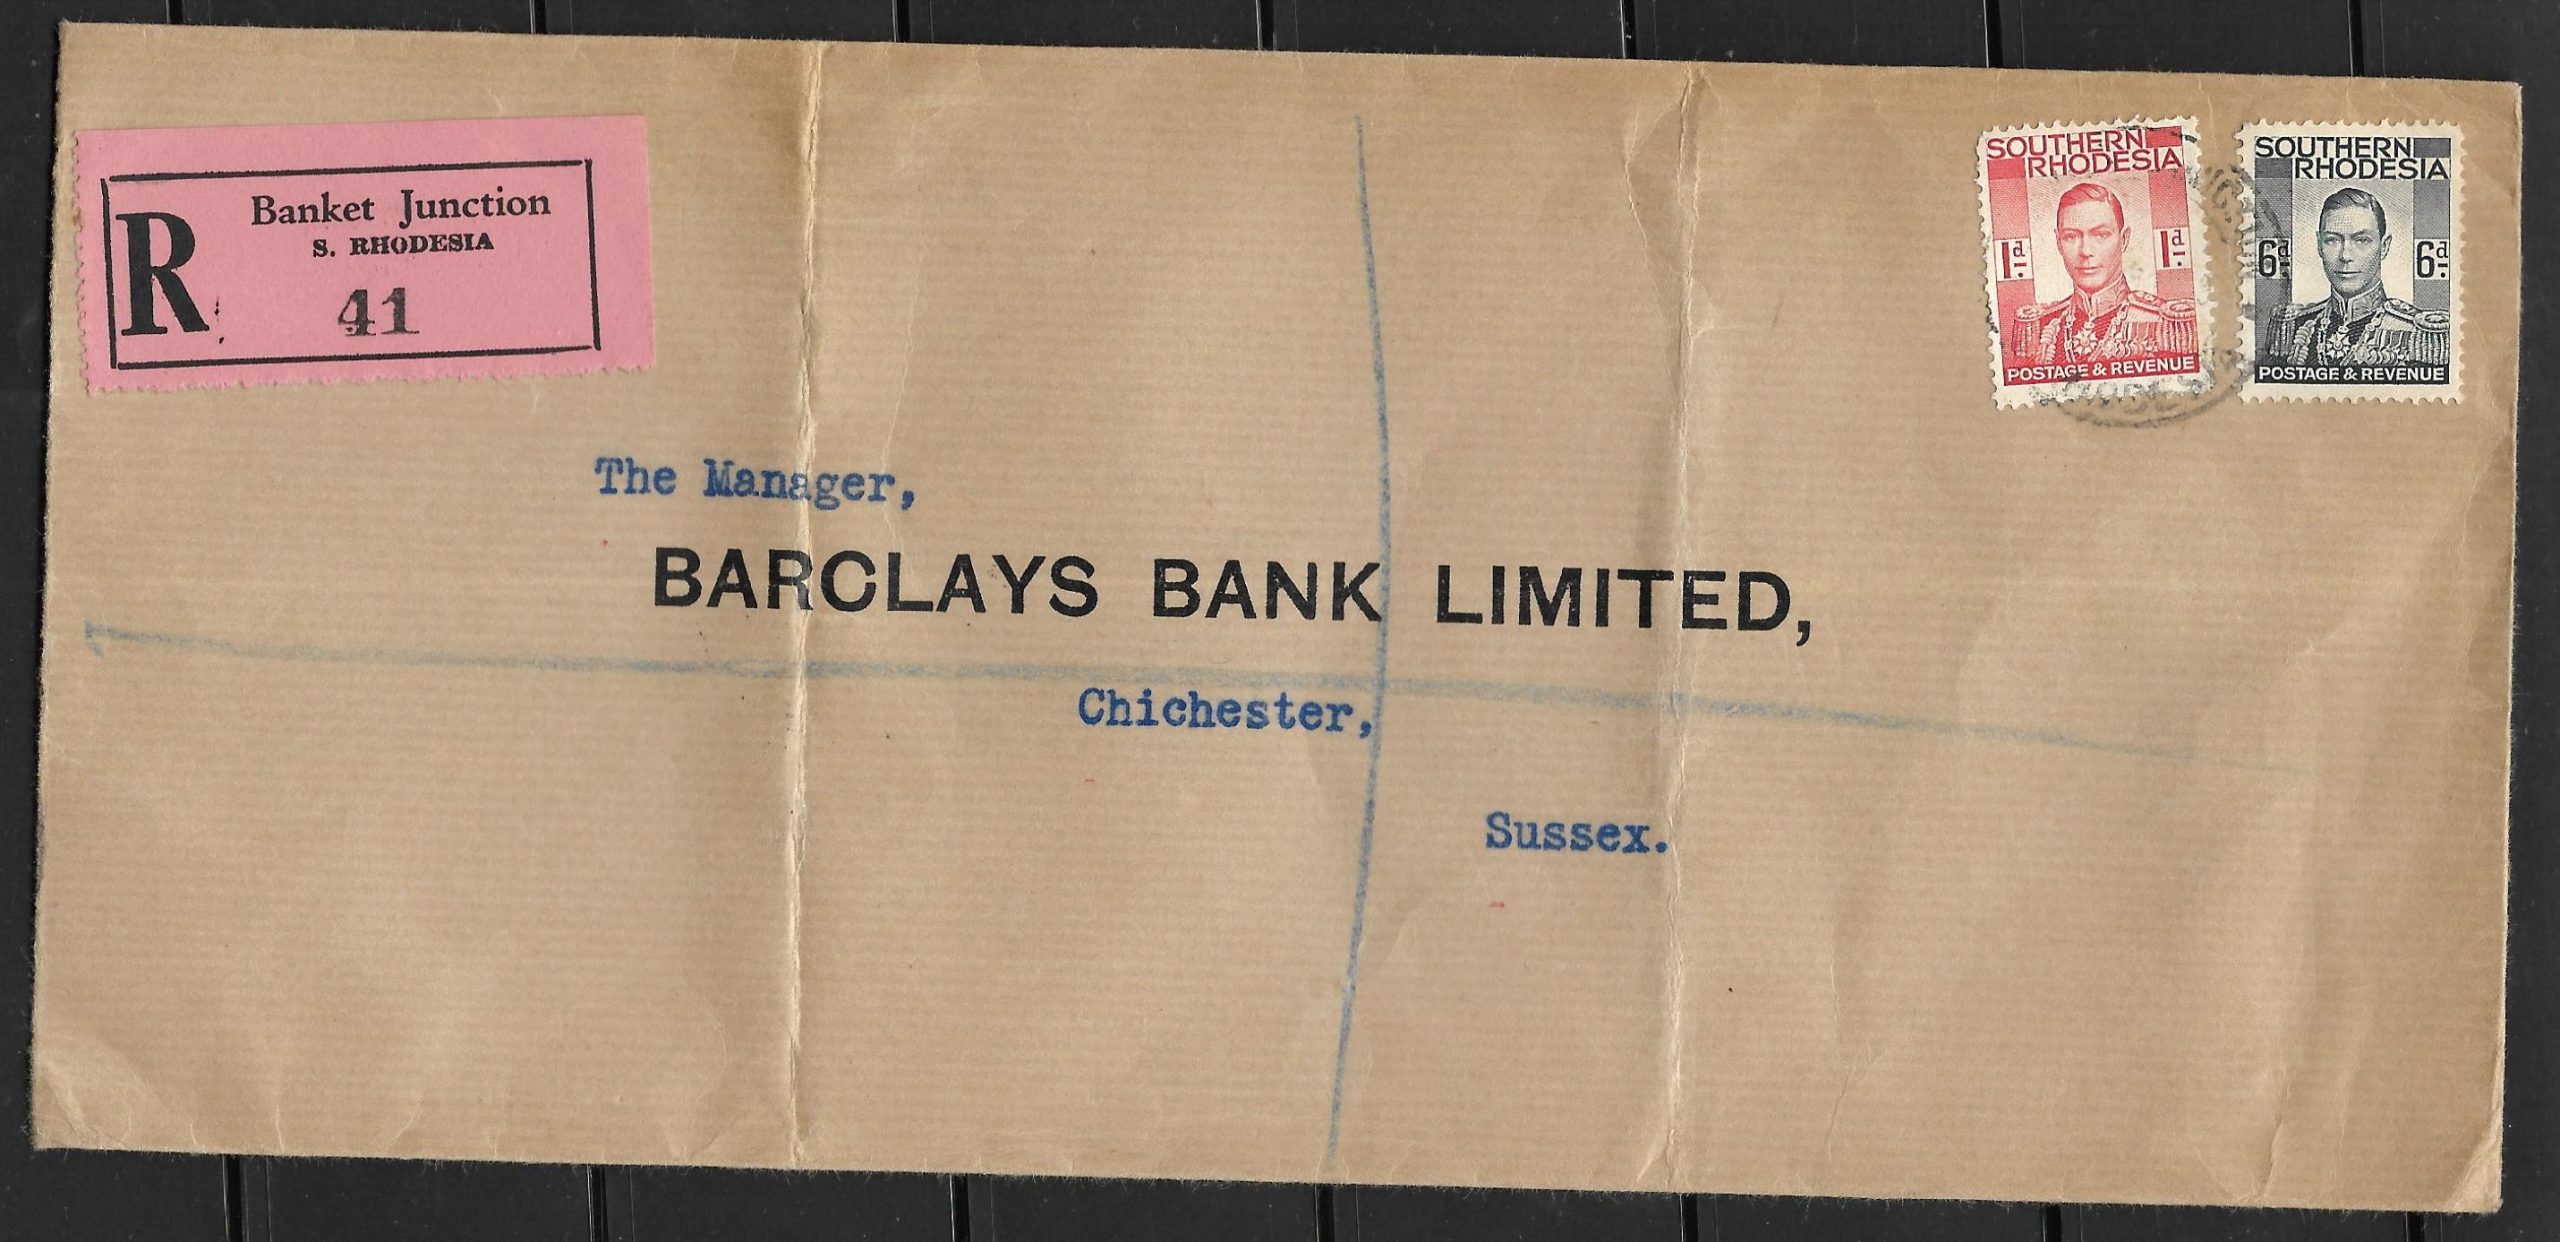 R
Banket Junction
S. RHODESIA
41
SOUTHERN
RHODESIA
1d.
1d.
POSTAGE & REVENUE
SOUTHERN
RHODESIA
6d.
6d.
POSTAGE & REVENUE
The Manager,
BARCLAYS BANK LIMITED,
Chichester,
Sussex.